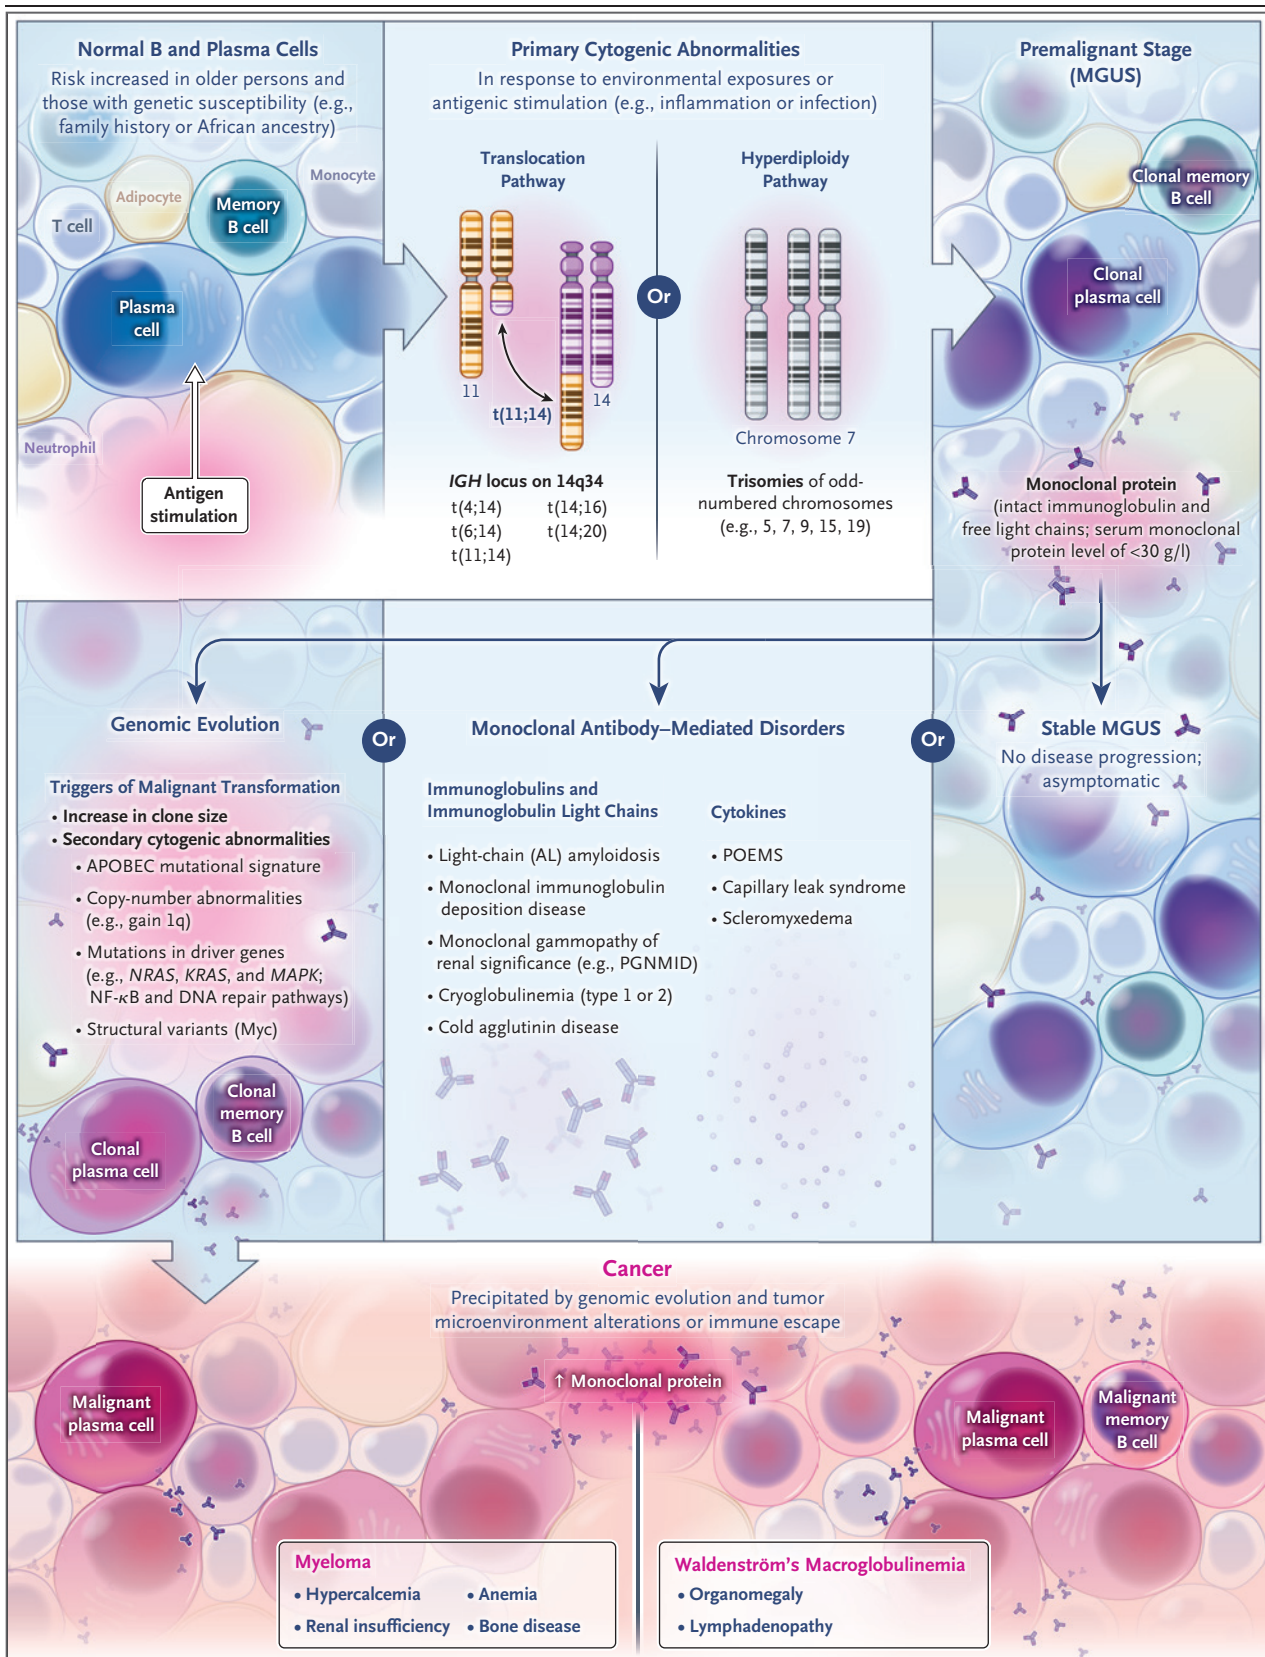 Normal B and Plasma Cells
Risk increased in older persons and
those with genetic susceptibility (e.g.,
family history or African ancestry)
Monocyte
Adipocyte
Memory
B cell
T cell
Plasma
cell
Neutrophil
Antigen
stimulation
Primary Cytogenic Abnormalities
In response to environmental exposures or
antigenic stimulation (e.g., inflammation or infection)
Translocation
Pathway
11
14
t(11;14)
IGH locus on 14q34
t(4;14)
t(6;14)
t(11;14)
t(14;16)
t(14;20)
Or
Hyperdiploidy
Pathway
Chromosome 7
Trisomies of odd-
numbered chromosomes
(e.g., 5, 7, 9, 15, 19)
Premalignant Stage
(MGUS)
Clonal memory
B cell
Clonal
plasma cell
Monoclonal protein
(intact immunoglobulin and
free light chains; serum monoclonal
protein level of <30 g/l)
Genomic Evolution
Triggers of Malignant Transformation
• Increase in clone size
• Secondary cytogenic abnormalities
• APOBEC mutational signature
• Copy-number abnormalities
(e.g., gain 1q)
• Mutations in driver genes
(e.g., NRAS, KRAS, and MAPK;
NF-κB and DNA repair pathways)
• Structural variants (Myc)
Clonal
memory
B cell
Clonal
plasma cell
Or
Monoclonal Antibody–Mediated Disorders
Immunoglobulins and
Immunoglobulin Light Chains
• Light-chain (AL) amyloidosis
• Monoclonal immunoglobulin
deposition disease
• Monoclonal gammopathy of
renal significance (e.g., PGNMID)
• Cryoglobulinemia (type 1 or 2)
• Cold agglutinin disease
Cytokines
• POEMS
• Capillary leak syndrome
• Scleromyxedema
Or
Stable MGUS
No disease progression;
asymptomatic
Cancer
Precipitated by genomic evolution and tumor
microenvironment alterations or immune escape
↑ Monoclonal protein
Malignant
plasma cell
Malignant
plasma cell
Malignant
memory
B cell
Myeloma
• Hypercalcemia
• Anemia
• Renal insufficiency
• Bone disease
Waldenström's Macroglobulinemia
• Organomegaly
• Lymphadenopathy